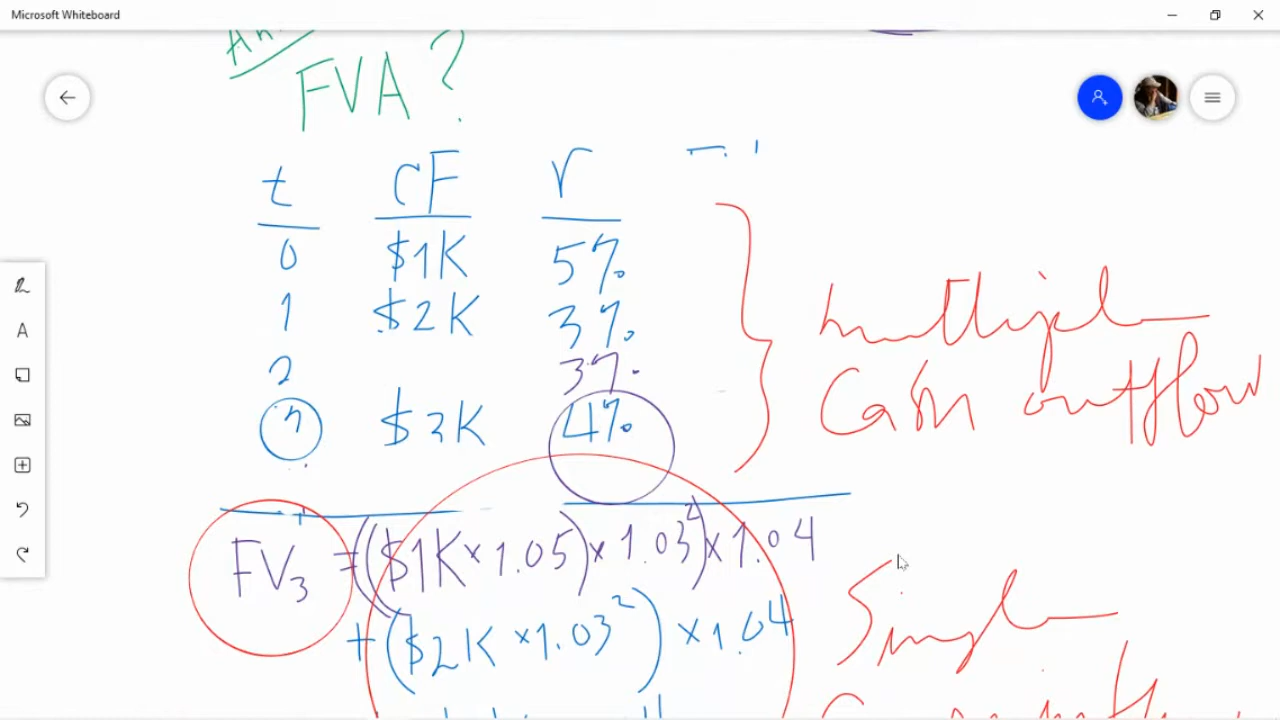 Microsoft Whiteboard
FVA?
t CF r
0 $1K 5%
1 $2K 3%
2 3%
3 $3K 4%
multiple
Cash outflow
FV3 = (($1K×1.05)×1.03²)×1.04
+ ($2K×1.03²)×1.04
Single
A